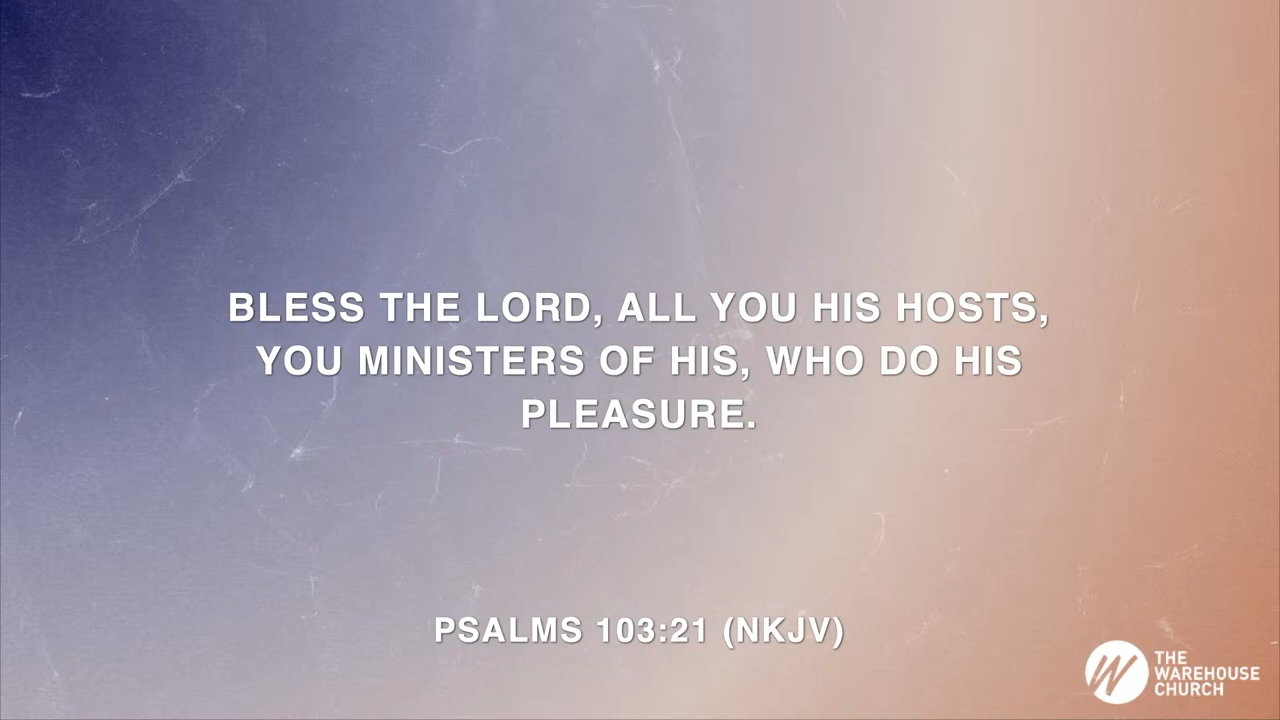 BLESS THE LORD, ALL YOU HIS HOSTS,
YOU MINISTERS OF HIS, WHO DO HIS
PLEASURE.
PSALMS 103:21 (NKJV)
THE
WAREHOUSE
CHURCH